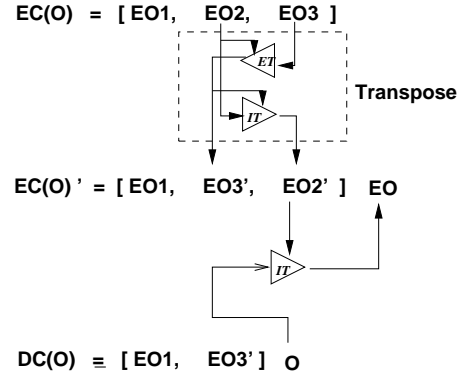 EC(O) = [ EO1, EO2, EO3 ]
ET
Transpose
IT
EC(O) ' = [ EO1, EO3', EO2' ] EO
IT
DC(O) = [ EO1, EO3' ] O